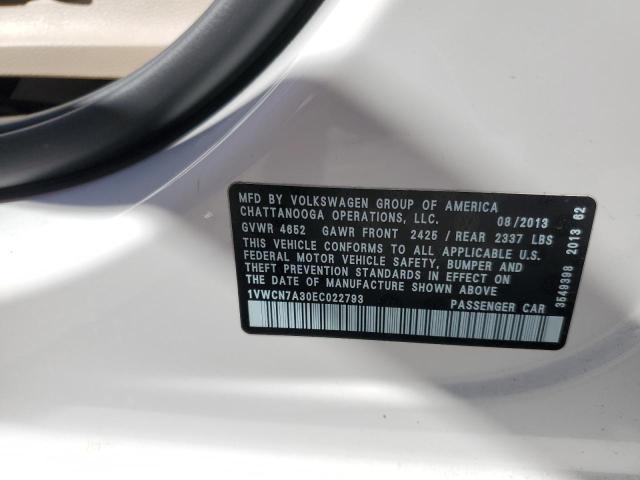 MFD BY VOLKSWAGEN GROUP OF AMERICA
CHATTANOOGA OPERATIONS, LLC. 08/2013
GVWR 4652 GAWR FRONT 2425 / REAR 2337 LBS
THIS VEHICLE CONFORMS TO ALL APPLICABLE U.S.
FEDERAL MOTOR VEHICLE SAFETY, BUMPER AND
THEFT PREVENTION STANDARDS IN EFFECT ON
THE DATE OF MANUFACTURE SHOWN ABOVE
1VWCN7A30EC022793 PASSENGER CAR
3549398 2013 62